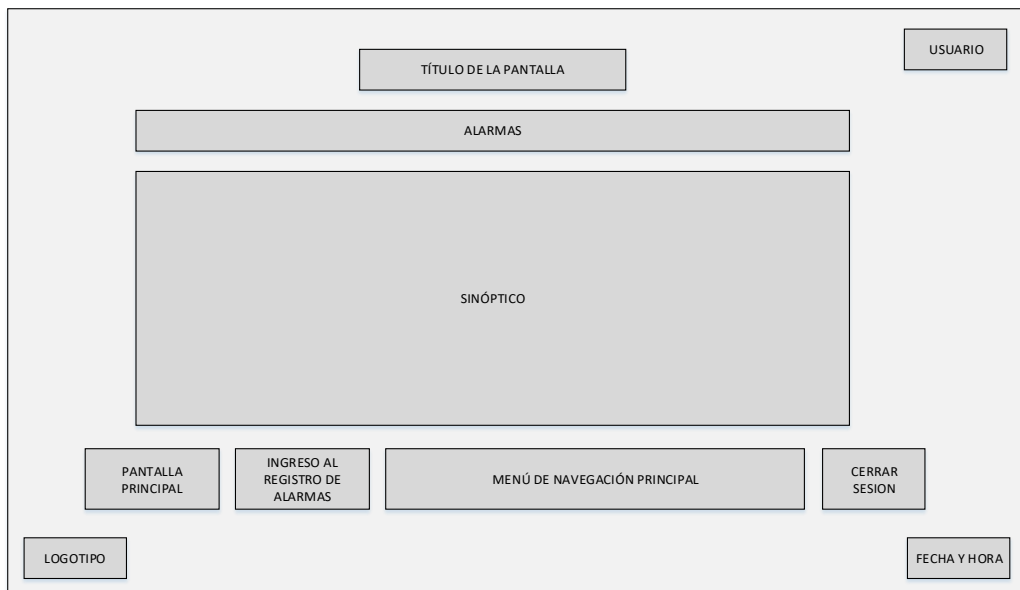 USUARIO
TÍTULO DE LA PANTALLA
ALARMAS
SINÓPTICO
PANTALLA
PRINCIPAL
INGRESO AL
REGISTRO DE
ALARMAS
MENÚ DE NAVEGACIÓN PRINCIPAL
CERRAR
SESION
LOGOTIPO
FECHA Y HORA